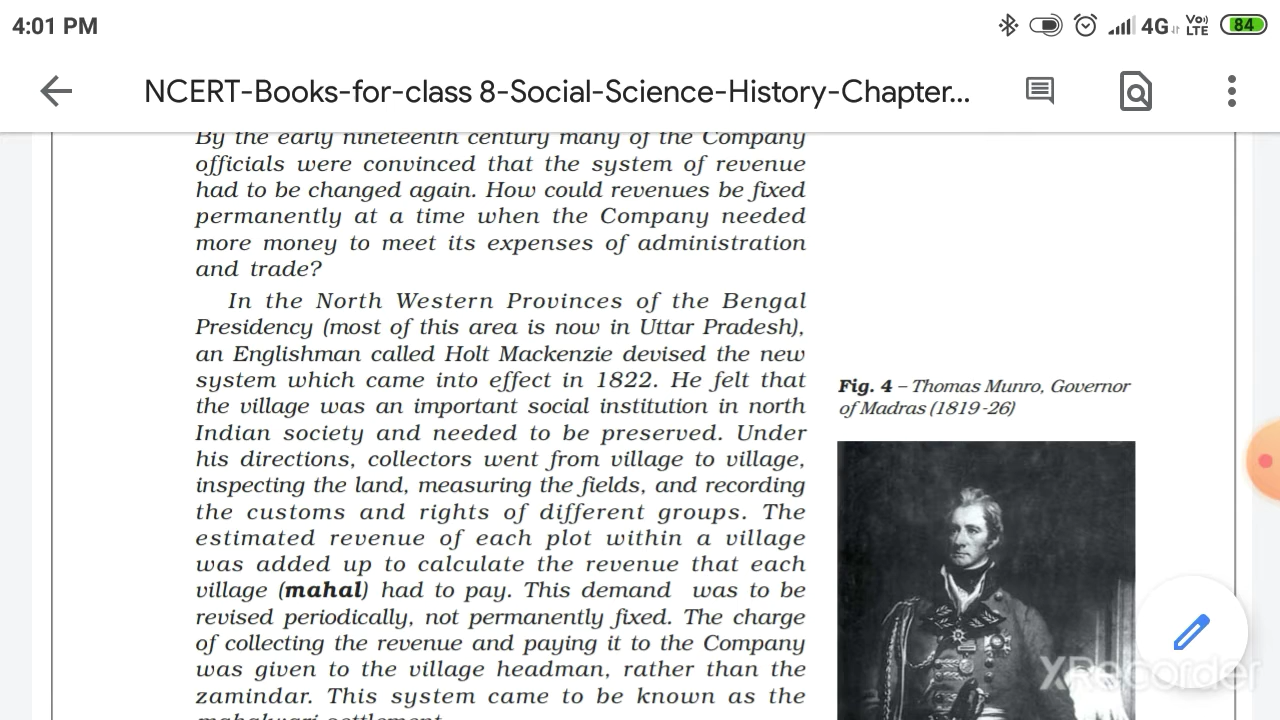 4:01 PM
4G
Vo)
LTE
84
NCERT-Books-for-class 8-Social-Science-History-Chapter...
By the early nineteenth century many of the Company
officials were convinced that the system of revenue
had to be changed again. How could revenues be fixed
permanently at a time when the Company needed
more money to meet its expenses of administration
and trade?
In the North Western Provinces of the Bengal
Presidency (most of this area is now in Uttar Pradesh),
an Englishman called Holt Mackenzie devised the new
system which came into effect in 1822. He felt that
the village was an important social institution in north
Indian society and needed to be preserved. Under
his directions, collectors went from village to village,
inspecting the land, measuring the fields, and recording
the customs and rights of different groups. The
estimated revenue of each plot within a village
was added up to calculate the revenue that each
village (mahal) had to pay. This demand was to be
revised periodically, not permanently fixed. The charge
of collecting the revenue and paying it to the Company
was given to the village headman, rather than the
zamindar. This system came to be known as the
mahalwari settlement.
Fig. 4 – Thomas Munro, Governor
of Madras (1819-26)
XRecorder